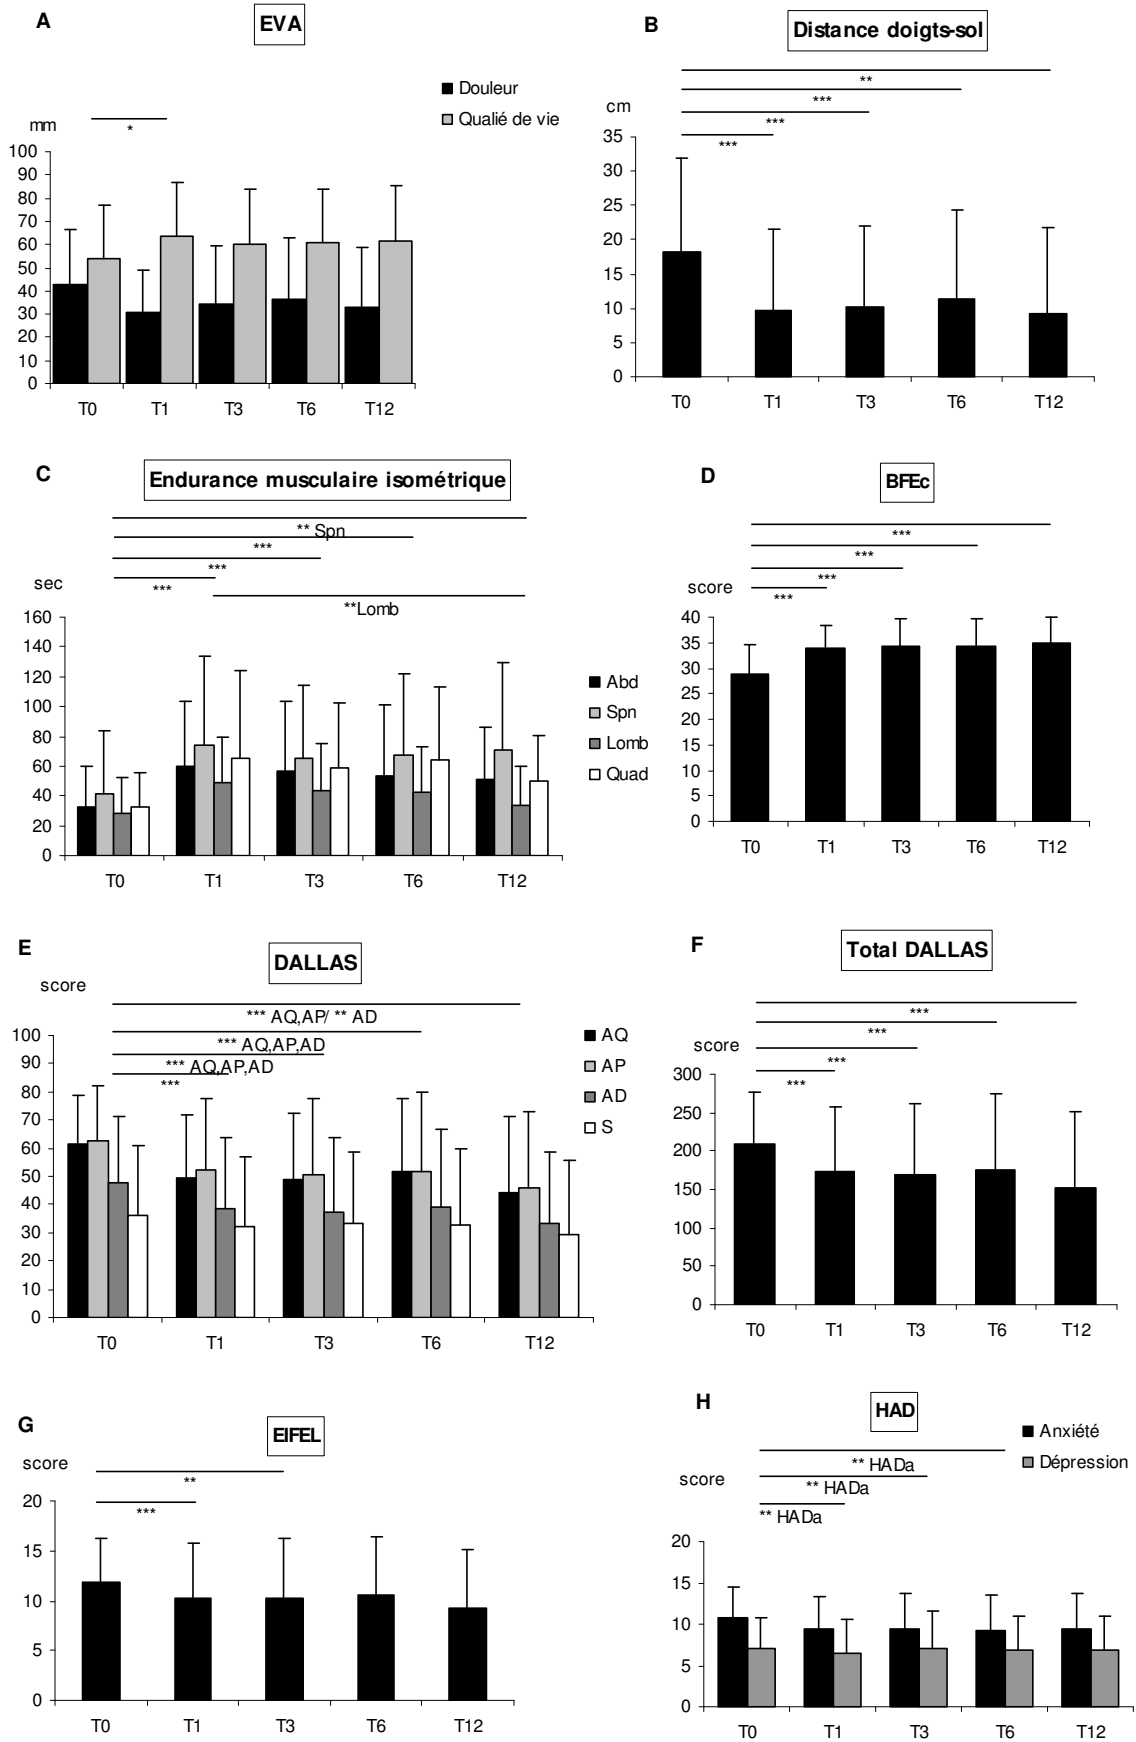 A
EVA
Douleur
Qualié de vie
mm
*
100
90
80
70
60
50
40
30
20
10
0
T0 T1 T3 T6 T12
B
Distance doigts-sol
**
cm
***
***
***
35
30
25
20
15
10
5
0
T0 T1 T3 T6 T12
C
Endurance musculaire isométrique
** Spn
***
***
sec
***
**Lomb
160
140
120
100
80
60
40
20
0
Abd
Spn
Lomb
Quad
T0 T1 T3 T6 T12
D
BFEc
***
***
***
score
***
40
35
30
25
20
15
10
5
0
T0 T1 T3 T6 T12
E
DALLAS
score
*** AQ,AP/ ** AD
*** AQ,AP,AD
*** AQ,AP,AD
***
100
90
80
70
60
50
40
30
20
10
0
AQ
AP
AD
S
T0 T1 T3 T6 T12
F
Total DALLAS
***
***
score
***
***
300
250
200
150
100
50
0
T0 T1 T3 T6 T12
G
EIFEL
score
**
***
20
15
10
5
0
T0 T1 T3 T6 T12
H
HAD
Anxiété
Dépression
** HADa
score
** HADa
** HADa
20
15
10
5
0
T0 T1 T3 T6 T12